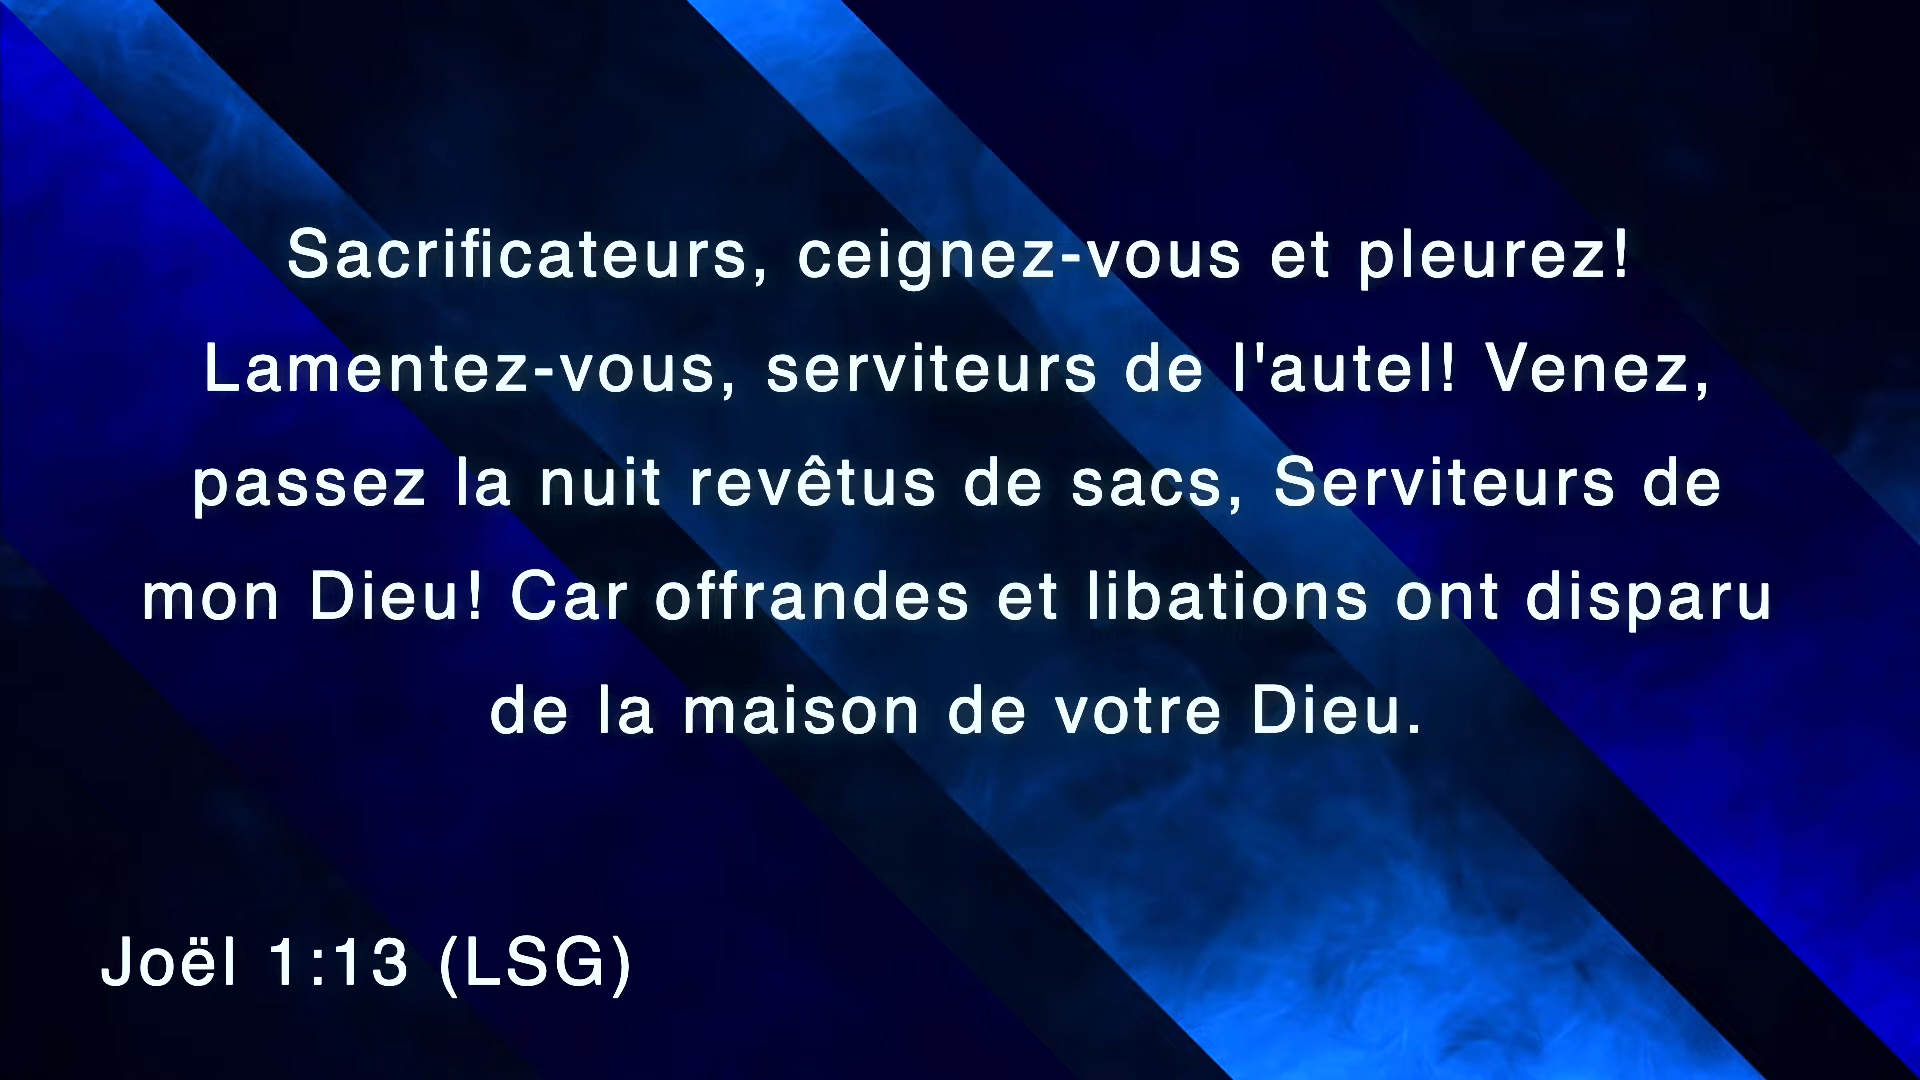 Sacrificateurs, ceignez-vous et pleurez!
Lamentez-vous, serviteurs de l'autel! Venez,
passez la nuit revêtus de sacs, Serviteurs de
mon Dieu! Car offrandes et libations ont disparu
de la maison de votre Dieu.
Joël 1:13 (LSG)